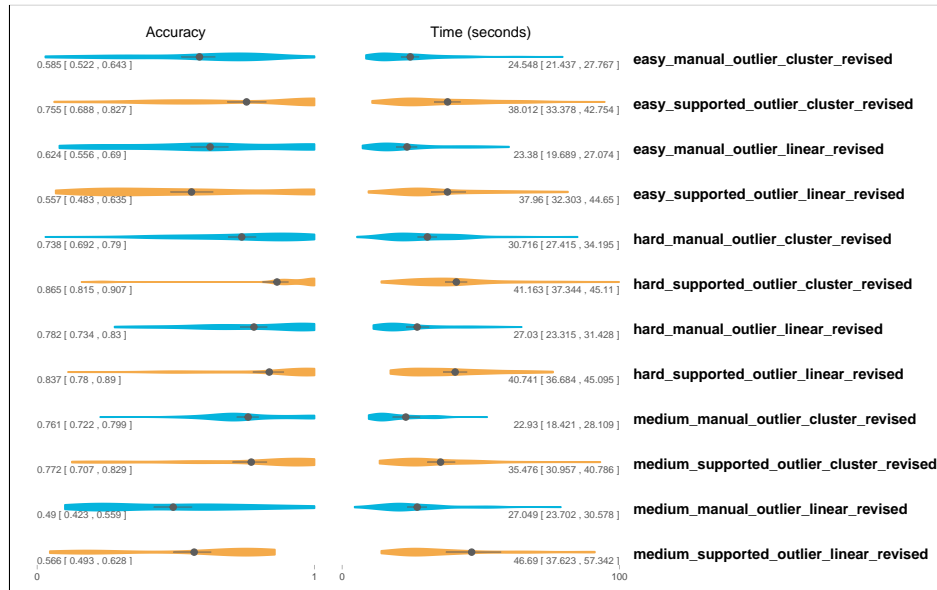 Accuracy Time (seconds)
0.585 [ 0.522 , 0.643 ] 24.548 [ 21.437 , 27.767 ] easy_manual_outlier_cluster_revised
0.755 [ 0.688 , 0.827 ] 38.012 [ 33.378 , 42.754 ] easy_supported_outlier_cluster_revised
0.624 [ 0.556 , 0.69 ] 23.38 [ 19.689 , 27.074 ] easy_manual_outlier_linear_revised
0.557 [ 0.483 , 0.635 ] 37.96 [ 32.303 , 44.65 ] easy_supported_outlier_linear_revised
0.738 [ 0.692 , 0.79 ] 30.716 [ 27.415 , 34.195 ] hard_manual_outlier_cluster_revised
0.865 [ 0.815 , 0.907 ] 41.163 [ 37.344 , 45.11 ] hard_supported_outlier_cluster_revised
0.782 [ 0.734 , 0.83 ] 27.03 [ 23.315 , 31.428 ] hard_manual_outlier_linear_revised
0.837 [ 0.78 , 0.89 ] 40.741 [ 36.684 , 45.095 ] hard_supported_outlier_linear_revised
0.761 [ 0.722 , 0.799 ] 22.93 [ 18.421 , 28.109 ] medium_manual_outlier_cluster_revised
0.772 [ 0.707 , 0.829 ] 35.476 [ 30.957 , 40.786 ] medium_supported_outlier_cluster_revised
0.49 [ 0.423 , 0.559 ] 27.049 [ 23.702 , 30.578 ] medium_manual_outlier_linear_revised
0.566 [ 0.493 , 0.628 ] 46.69 [ 37.623 , 57.342 ] medium_supported_outlier_linear_revised
0 1 0 100